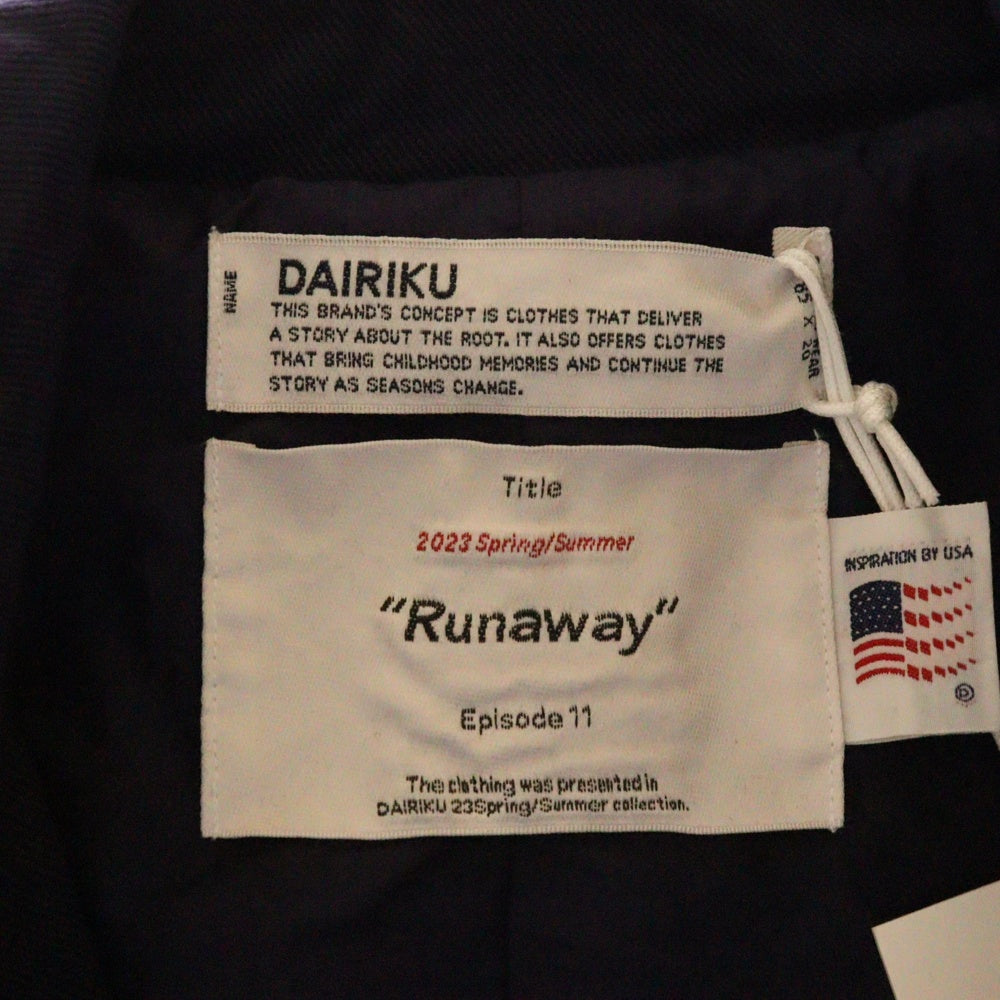 NAME
DAIRIKU
THIS BRAND'S CONCEPT IS CLOTHES THAT DELIVER
A STORY ABOUT THE ROOT. IT ALSO OFFERS CLOTHES
THAT BRING CHILDHOOD MEMORIES AND CONTINUE THE
STORY AS SEASONS CHANGE.
Title
2023 Spring/Summer
"Runaway"
Episode 11
The clothing was presented in
DAIRIKU 23Spring/Summer collection.
INSPIRATION BY USA